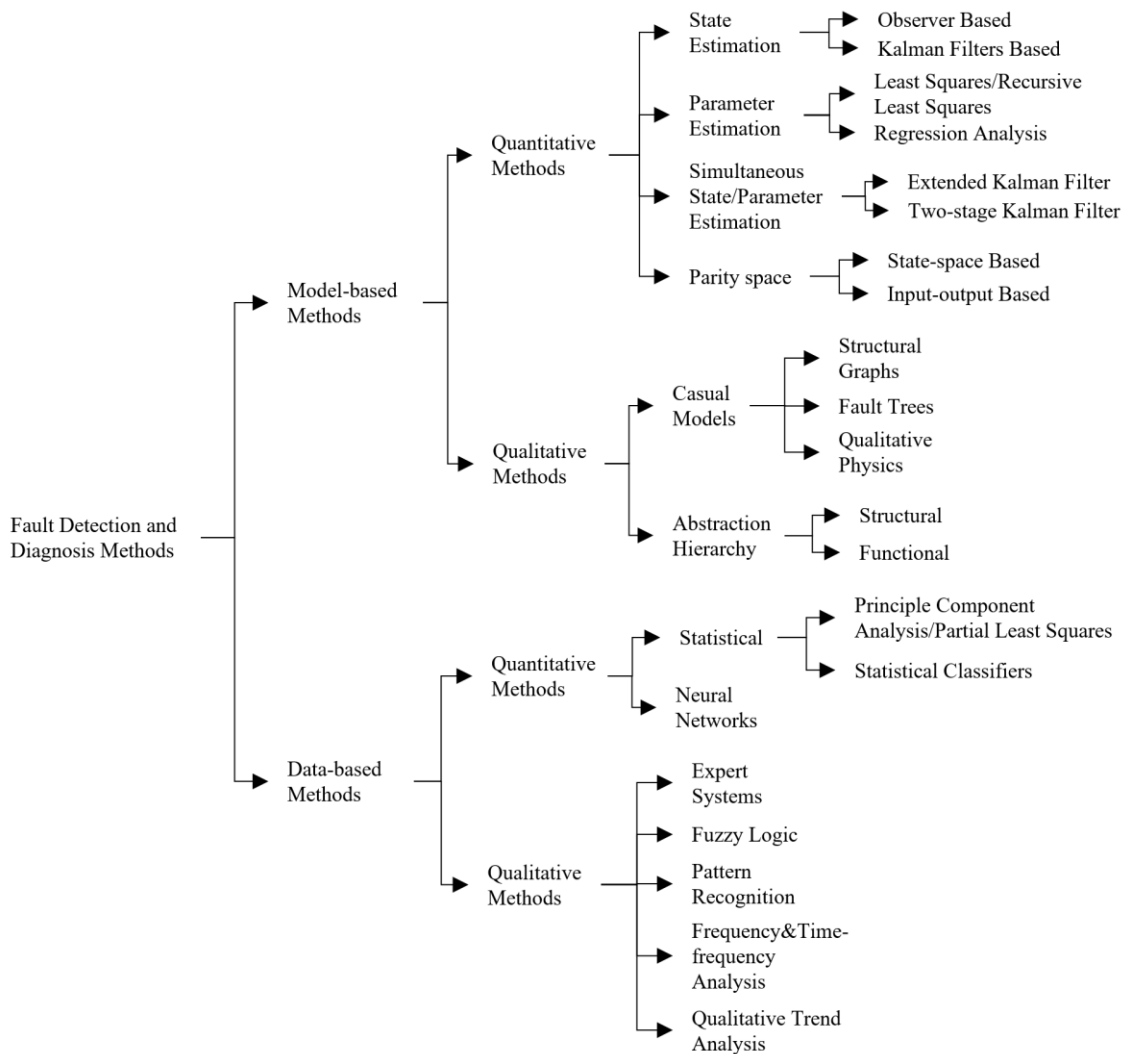 State
Estimation
Observer Based
Kalman Filters Based
Parameter
Estimation
Least Squares/Recursive
Least Squares
Regression Analysis
Quantitative
Methods
Simultaneous
State/Parameter
Estimation
Extended Kalman Filter
Two-stage Kalman Filter
Parity space
State-space Based
Input-output Based
Model-based
Methods
Qualitative
Methods
Casual
Models
Structural
Graphs
Fault Trees
Qualitative
Physics
Abstraction
Hierarchy
Structural
Functional
Fault Detection and
Diagnosis Methods
Quantitative
Methods
Statistical
Principle Component
Analysis/Partial Least Squares
Statistical Classifiers
Neural
Networks
Data-based
Methods
Qualitative
Methods
Expert
Systems
Fuzzy Logic
Pattern
Recognition
Frequency&Time-
frequency
Analysis
Qualitative Trend
Analysis